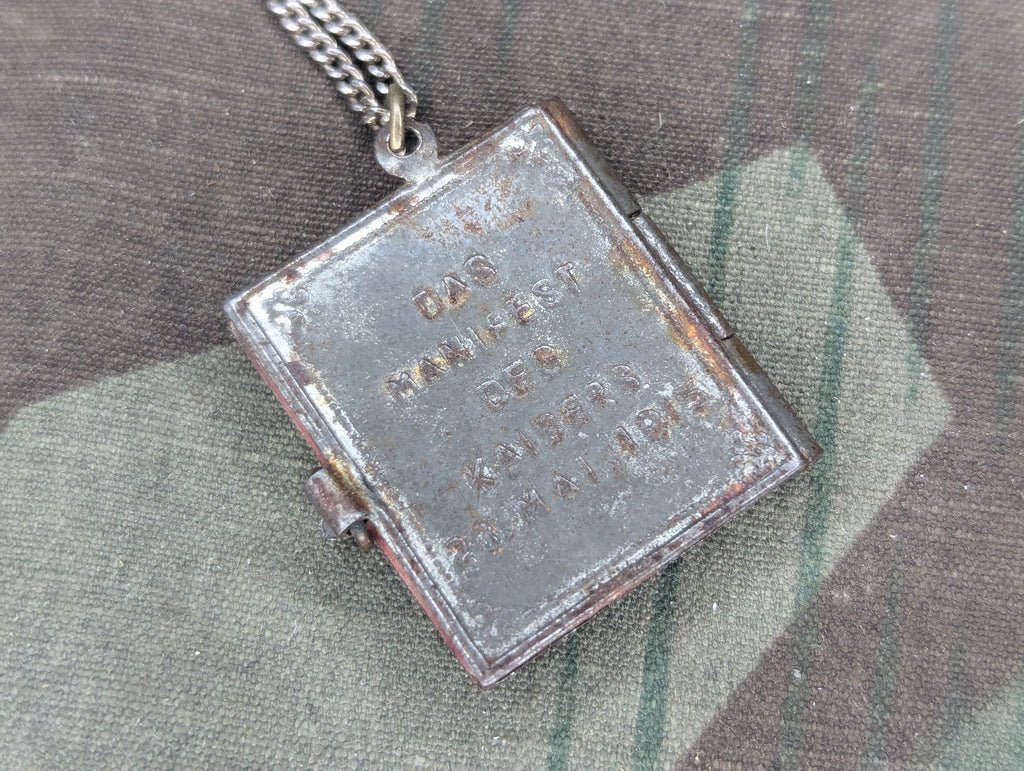 DAS
MANIFEST
DES
KAISERS
23. MAI 1915